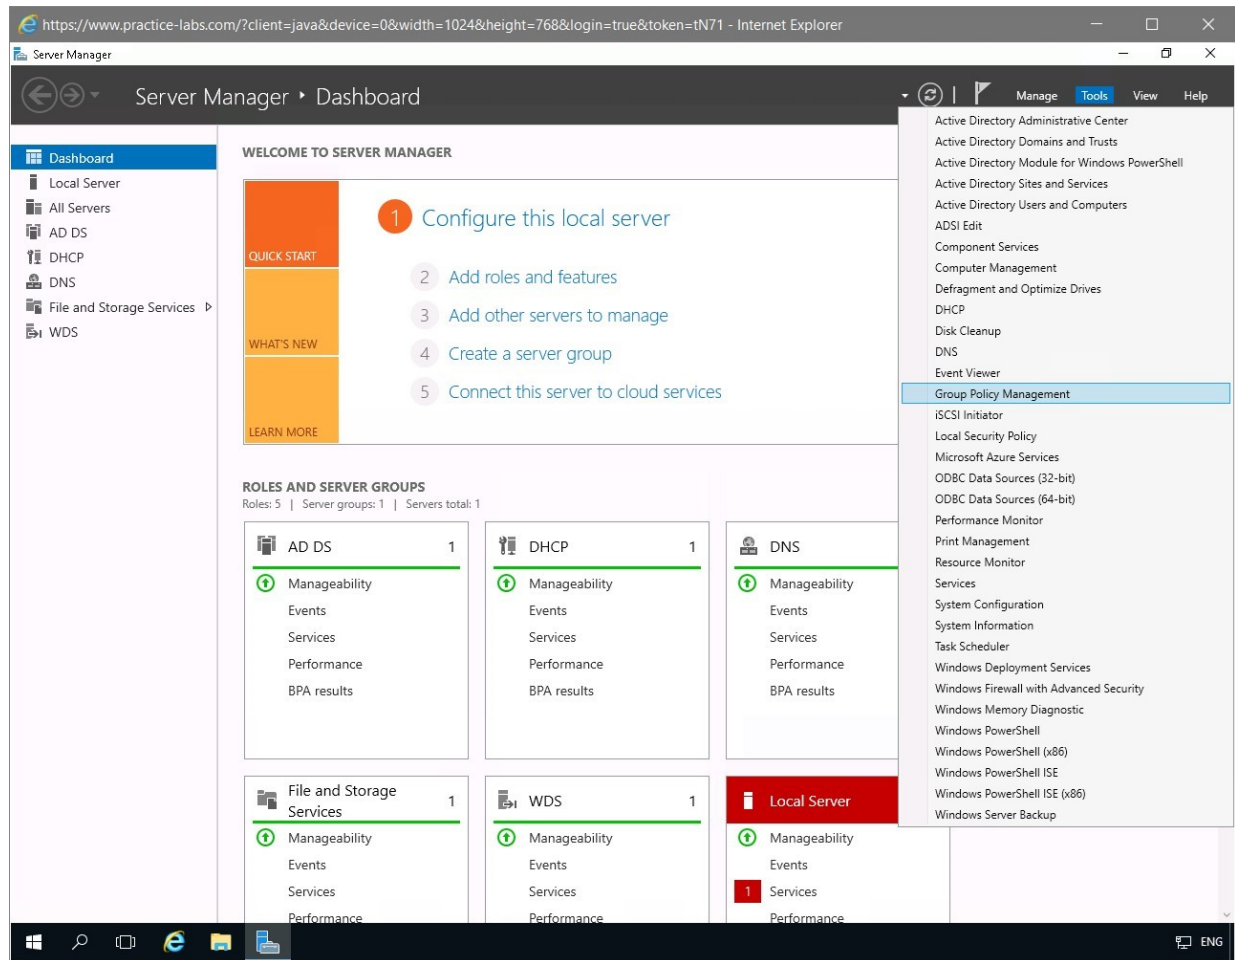 https://www.practice-labs.com/?client=java&device=0&width=1024&height=768&login=true&token=tN71 - Internet Explorer
Server Manager
Server Manager • Dashboard
Manage Tools View Help
Dashboard
Local Server
All Servers
AD DS
DHCP
DNS
File and Storage Services
WDS
WELCOME TO SERVER MANAGER
QUICK START
WHAT'S NEW
LEARN MORE
1 Configure this local server
2 Add roles and features
3 Add other servers to manage
4 Create a server group
5 Connect this server to cloud services
ROLES AND SERVER GROUPS
Roles: 5 | Server groups: 1 | Servers total: 1
AD DS 1
Manageability
Events
Services
Performance
BPA results
DHCP 1
Manageability
Events
Services
Performance
BPA results
DNS
Manageability
Events
Services
Performance
BPA results
File and Storage
Services 1
Manageability
Events
Services
Performance
WDS 1
Manageability
Events
Services
Performance
Local Server
Manageability
Events
1 Services
Performance
Active Directory Administrative Center
Active Directory Domains and Trusts
Active Directory Module for Windows PowerShell
Active Directory Sites and Services
Active Directory Users and Computers
ADSI Edit
Component Services
Computer Management
Defragment and Optimize Drives
DHCP
Disk Cleanup
DNS
Event Viewer
Group Policy Management
iSCSI Initiator
Local Security Policy
Microsoft Azure Services
ODBC Data Sources (32-bit)
ODBC Data Sources (64-bit)
Performance Monitor
Print Management
Resource Monitor
Services
System Configuration
System Information
Task Scheduler
Windows Deployment Services
Windows Firewall with Advanced Security
Windows Memory Diagnostic
Windows PowerShell
Windows PowerShell (x86)
Windows PowerShell ISE
Windows PowerShell ISE (x86)
Windows Server Backup
ENG